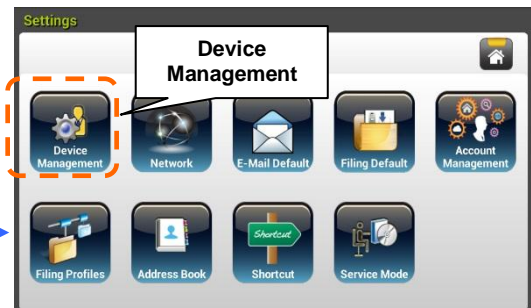 Settings
Device
Management
Device
Management
Network
E-Mail Default
Filing Default
Account
Management
Filing Profiles
Address Book
Shortcut
Shortcut
Service Mode